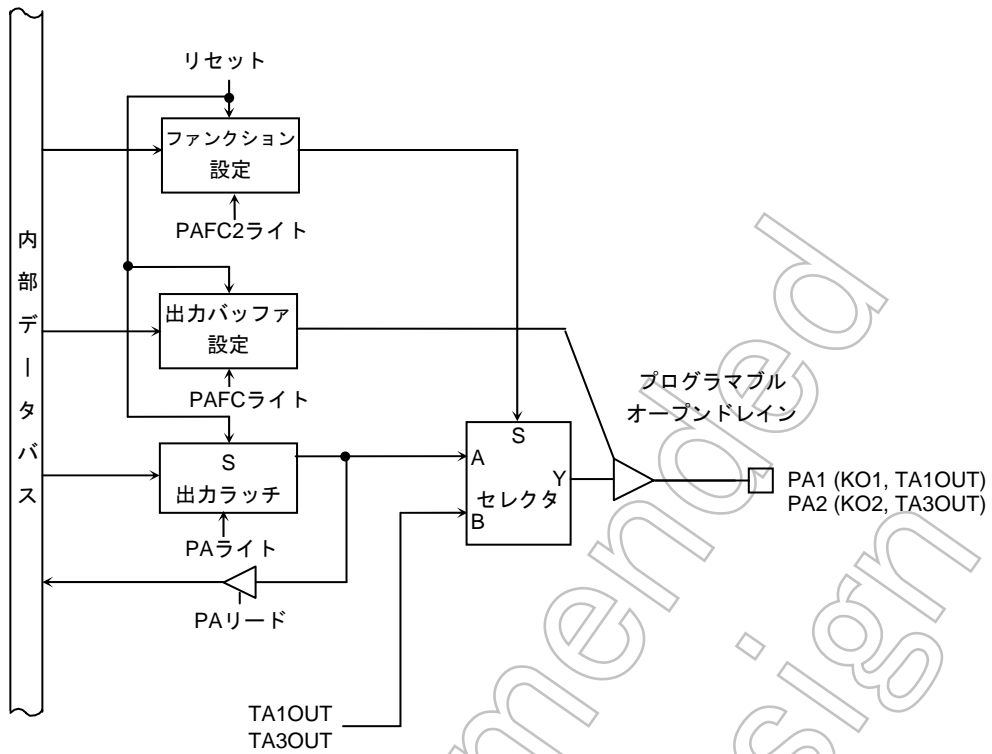 リセット
ファンクション
設定
PAFC2ライト
内部データバス
出力バッファ
設定
PAFCライト
プログラマブル
オープンドレイン
S
出力ラッチ
PAライト
S
A
Y
セレクタ
B
PA1 (KO1, TA1OUT)
PA2 (KO2, TA3OUT)
PAリード
TA1OUT
TA3OUT
mended
sign